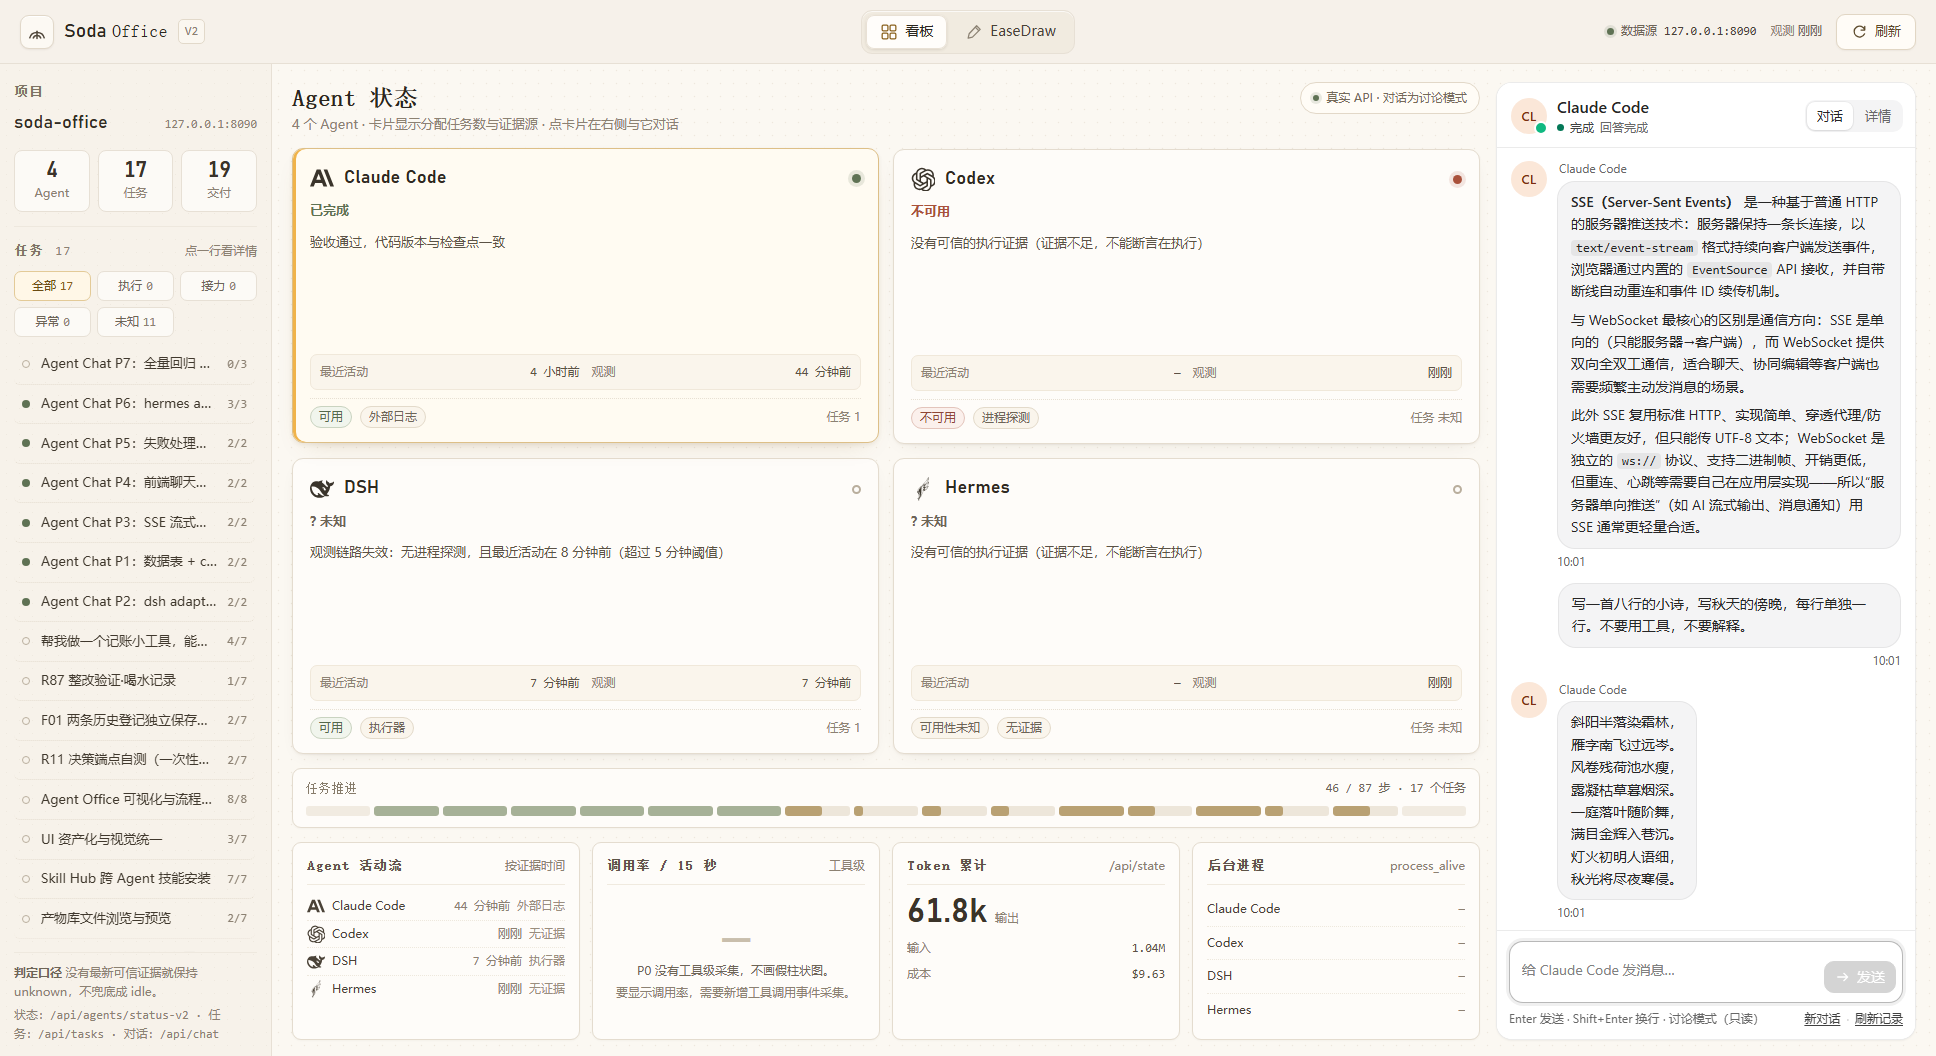 Soda Office V2
看板
EaseDraw
数据源 127.0.0.1:8090 观测 刚刚
刷新
项目
soda-office 127.0.0.1:8090
4 Agent
17 任务
19 交付
任务 17 点一行看详情
全部 17
执行 0
接力 0
异常 0
未知 11
Agent Chat P7：全量回归 ... 0/3
Agent Chat P6：hermes a... 3/3
Agent Chat P5：失败处理... 2/2
Agent Chat P4：前端聊天... 2/2
Agent Chat P3：SSE 流式... 2/2
Agent Chat P1：数据表 + c... 2/2
Agent Chat P2：dsh adapt... 2/2
帮我做一个记账小工具，能... 4/7
R87 整改验证·喝水记录 1/7
F01 两条历史登记独立保存... 2/7
R11 决策端点自测（一次性... 2/7
Agent Office 可视化与流程... 8/8
UI 资产化与视觉统一 3/7
Skill Hub 跨 Agent 技能安装 7/7
产物库文件浏览与预览 2/7
判定口径 没有最新可信证据就保持
unknown，不兜底成 idle。
状态：/api/agents/status-v2 · 任
务：/api/tasks · 对话：/api/chat
Agent 状态
4 个 Agent · 卡片显示分配任务数与证据源 · 点卡片在右侧与它对话
真实 API · 对话为讨论模式
Claude Code
已完成
验收通过，代码版本与检查点一致
最近活动 4 小时前 观测 44 分钟前
可用 外部日志 任务 1
Codex
不可用
没有可信的执行证据（证据不足，不能断言在执行）
最近活动 — 观测 刚刚
不可用 进程探测 任务 未知
DSH
? 未知
观测链路失效：无进程探测，且最近活动在 8 分钟前（超过 5 分钟阈值）
最近活动 7 分钟前 观测 7 分钟前
可用 执行器 任务 1
Hermes
? 未知
没有可信的执行证据（证据不足，不能断言在执行）
最近活动 — 观测 刚刚
可用性未知 无证据 任务 未知
任务推进 46 / 87 步 · 17 个任务
Agent 活动流 按证据时间
Claude Code 44 分钟前 外部日志
Codex 刚刚 无证据
DSH 7 分钟前 执行器
Hermes 刚刚 无证据
调用率 / 15 秒 工具级
P0 没有工具级采集，不画假柱状图。
要显示调用率，需要新增工具调用事件采集。
Token 累计 /api/state
61.8k 输出
输入 1.04M
成本 $9.63
后台进程 process_alive
Claude Code —
Codex —
DSH —
Hermes —
CL
Claude Code
完成 回答完成
对话
详情
CL
Claude Code
SSE（Server-Sent Events） 是一种基于普通 HTTP
的服务器推送技术：服务器保持一条长连接，以
text/event-stream 格式持续向客户端发送事件，
浏览器通过内置的 EventSource API 接收，并自带
断线自动重连和事件 ID 续传机制。
与 WebSocket 最核心的区别是通信方向：SSE 是单
向的（只能服务器→客户端），而 WebSocket 提供
双向全双工通信，适合聊天、协同编辑等客户端也
需要频繁主动发消息的场景。
此外 SSE 复用标准 HTTP、实现简单、穿透代理/防
火墙更友好，但只能传 UTF-8 文本；WebSocket 是
独立的 ws:// 协议、支持二进制帧、开销更低，
但重连、心跳等需要自己在应用层实现——所以“服
务器单向推送”（如 AI 流式输出、消息通知）用
SSE 通常更轻量合适。
10:01
写一首八行的小诗，写秋天的傍晚，每行单独一
行。不要用工具，不要解释。
10:01
CL
Claude Code
斜阳半落染霜林，
雁字南飞过远岑。
风卷残荷池水瘦，
露凝枯草暮烟深。
一庭落叶随阶舞，
满目金辉入巷沉。
灯火初明人语细，
秋光将尽夜寒侵。
10:01
给 Claude Code 发消息...
发送
Enter 发送 · Shift+Enter 换行 · 讨论模式（只读） 新对话 · 刷新记录